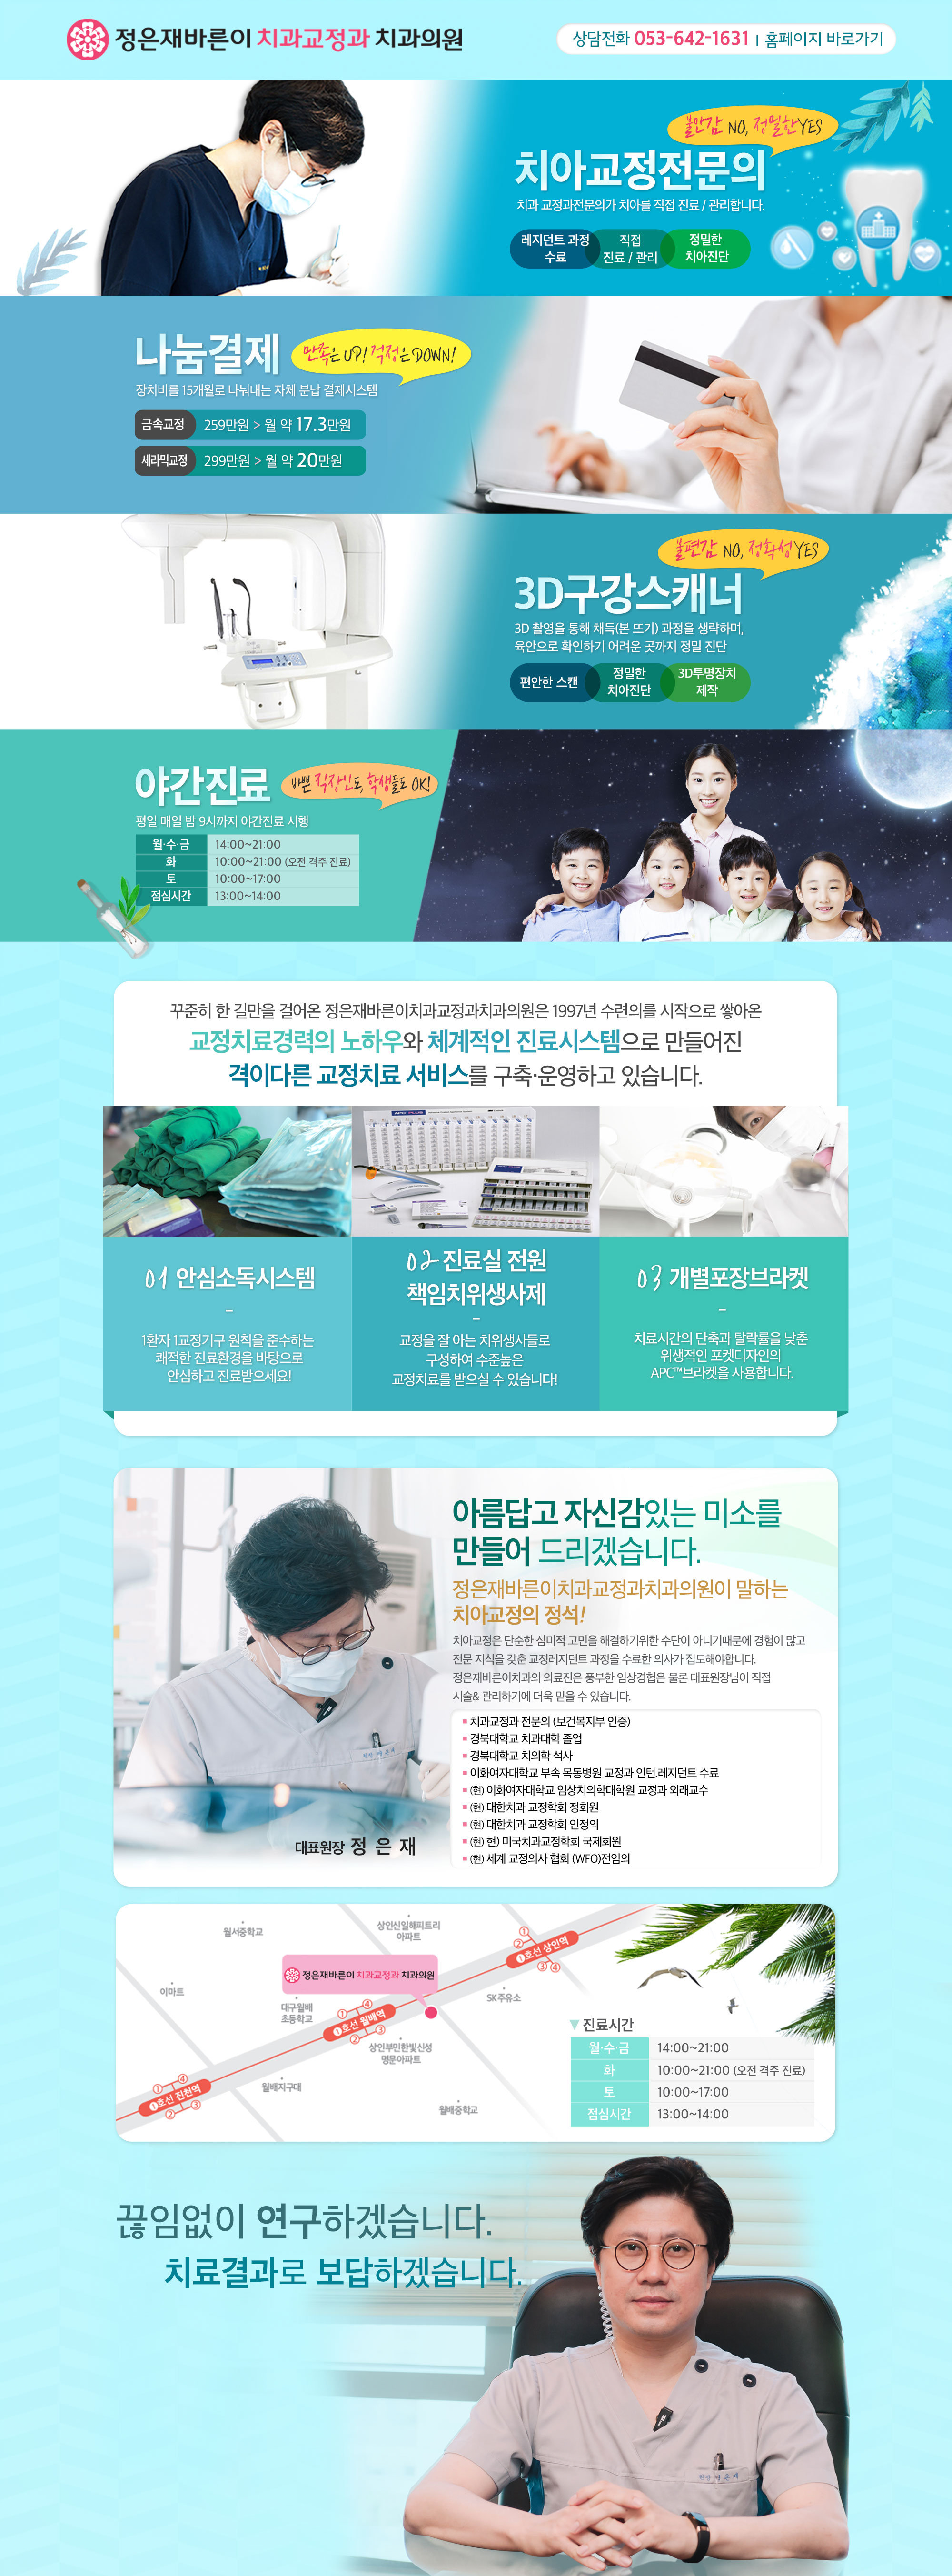 정은재바른이 치과교정과 치과의원
상담전화 053-642-1631 | 홈페이지 바로가기
불안감 NO, 정밀한 YES
치아교정전문의
치과 교정과전문의가 치아를 직접 진료 / 관리합니다.
레지던트 과정
수료
직접
진료 / 관리
정밀한
치아진단
나눔결제
만족은 UP! 걱정은 DOWN!
장치비를 15개월로 나눠내는 자체 분납 결제시스템
금속교정 259만원 > 월 약 17.3만원
세라믹교정 299만원 > 월 약 20만원
불편감 NO, 정확성 YES
3D구강스캐너
3D 촬영을 통해 채득(본 뜨기) 과정을 생략하며,
육안으로 확인하기 어려운 곳까지 정밀 진단
편안한 스캔
정밀한
치아진단
3D투명장치
제작
야간진료
바쁜 직장인도, 학생들도 OK!
평일 매일 밤 9시까지 야간진료 시행
월·수·금 14:00~21:00
화 10:00~21:00 (오전 격주 진료)
토 10:00~17:00
점심시간 13:00~14:00
꾸준히 한 길만을 걸어온 정은재바른이치과교정과치과의원은 1997년 수련의를 시작으로 쌓아온
교정치료경력의 노하우와 체계적인 진료시스템으로 만들어진
격이다른 교정치료 서비스를 구축·운영하고 있습니다.
01 안심소독시스템
1환자 1교정기구 원칙을 준수하는
쾌적한 진료환경을 바탕으로
안심하고 진료받으세요!
02 진료실 전원
책임치위생사제
교정을 잘 아는 치위생사들로
구성하여 수준높은
교정치료를 받으실 수 있습니다!
03 개별포장브라켓
치료시간의 단축과 탈락률을 낮춘
위생적인 포켓디자인의
APC™브라켓을 사용합니다.
아름답고 자신감있는 미소를
만들어 드리겠습니다.
정은재바른이치과교정과치과의원이 말하는
치아교정의 정석!
치아교정은 단순한 심미적 고민을 해결하기위한 수단이 아니기때문에 경험이 많고
전문 지식을 갖춘 교정레지던트 과정을 수료한 의사가 집도해야합니다.
정은재바른이치과의 의료진은 풍부한 임상경험은 물론 대표원장님이 직접
시술& 관리하기에 더욱 믿을 수 있습니다.
치과교정과 전문의 (보건복지부 인증)
경북대학교 치과대학 졸업
경북대학교 치의학 석사
이화여자대학교 부속 목동병원 교정과 인턴.레지던트 수료
(현) 이화여자대학교 임상치의학대학원 교정과 외래교수
(현) 대한치과 교정학회 정회원
(현) 대한치과 교정학회 인정의
(현) 현) 미국치과교정학회 국제회원
(현) 세계 교정의사 협회 (WFO)전임의
대표원장 정 은 재
월서중학교
상인신일해피트리
아파트
① ② ③ ④
❶호선 상인역
정은재바른이 치과교정과 치과의원
이마트
대구월배
초등학교
SK주유소
① ④
❶호선 월배역
② ③
상인부민한빛신성
명문아파트
① ④
❶호선 진천역
② ③
월배지구대
월배중학교
▼ 진료시간
월·수·금 14:00~21:00
화 10:00~21:00 (오전 격주 진료)
토 10:00~17:00
점심시간 13:00~14:00
끊임없이 연구하겠습니다.
치료결과로 보답하겠습니다.
원장 정은재